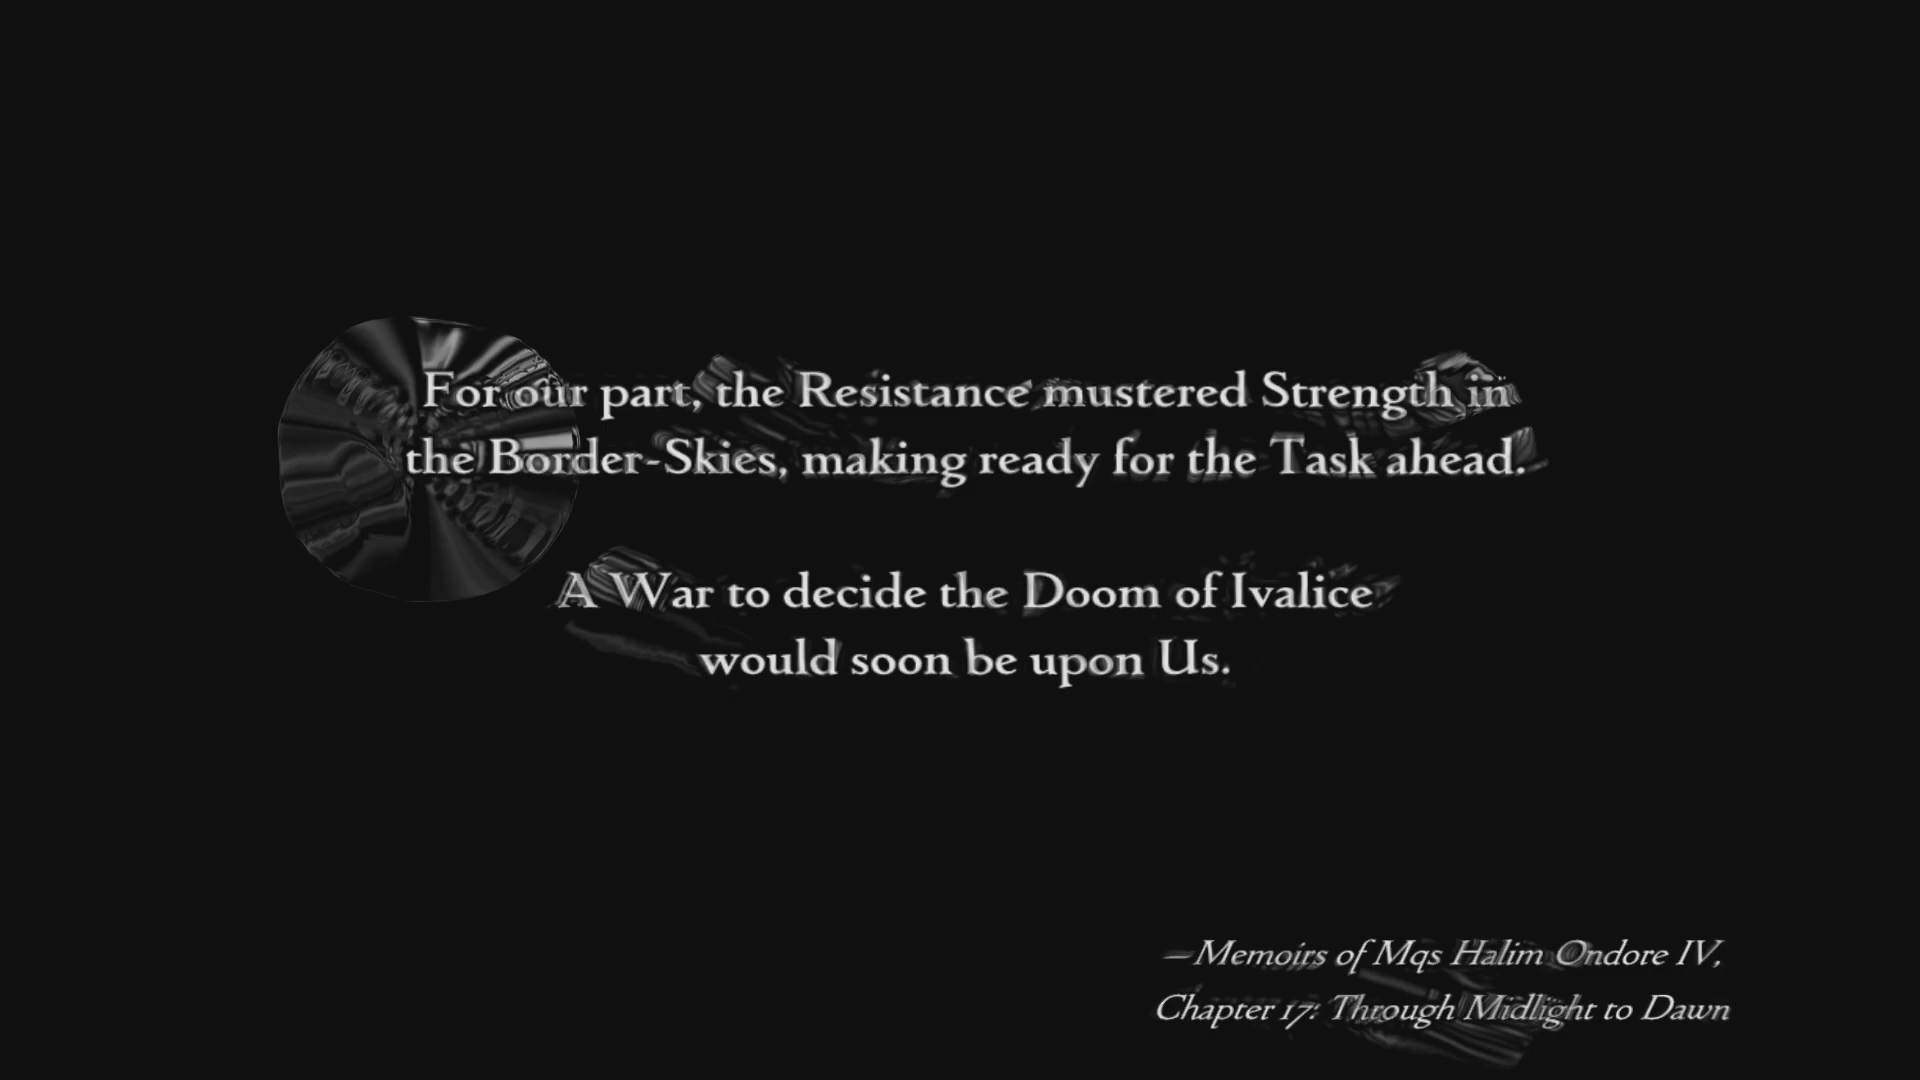 For our part, the Resistance mustered Strength in
the Border-Skies, making ready for the Task ahead.
A War to decide the Doom of Ivalice
would soon be upon Us.
—Memoirs of Mqs Halim Ondore IV,
Chapter 17: Through Midlight to Dawn